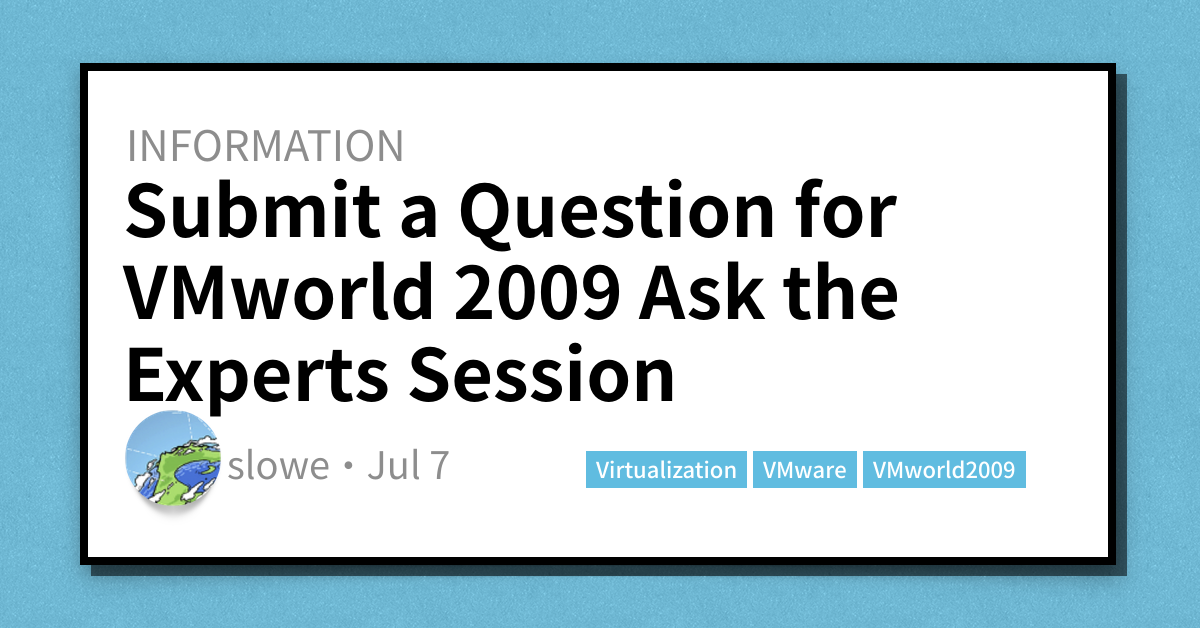 INFORMATION
Submit a Question for
VMworld 2009 Ask the
Experts Session
slowe • Jul 7
Virtualization VMware VMworld2009